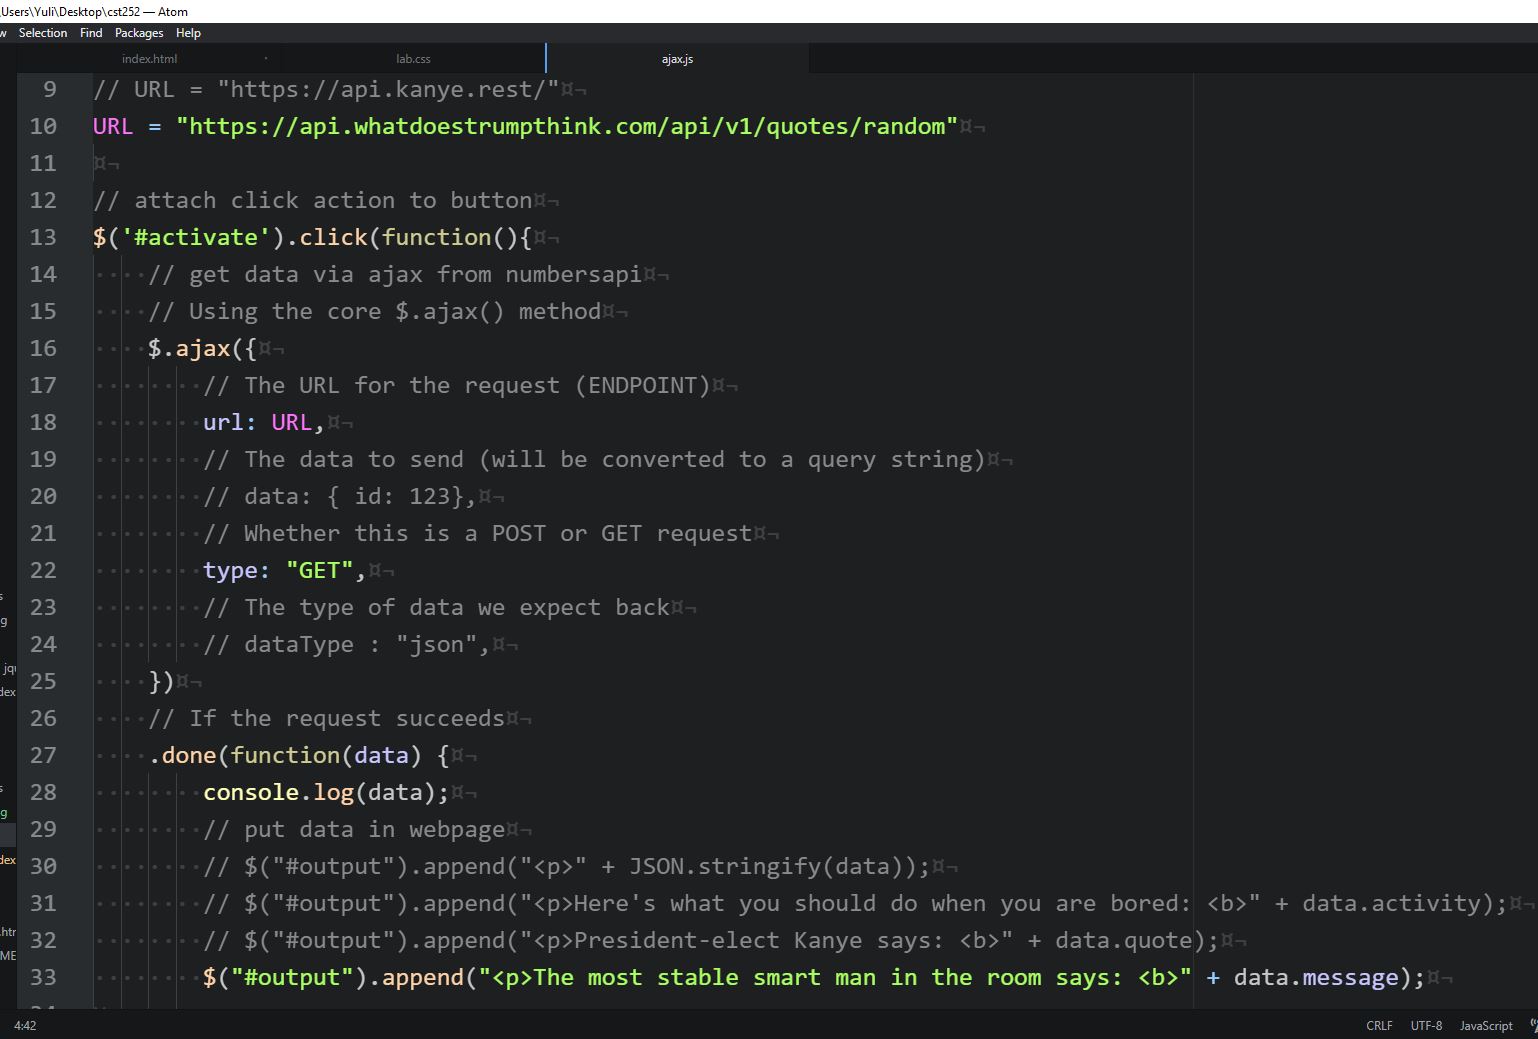 \Users\Yuli\Desktop\cst252 — Atom
w Selection Find Packages Help
index.html lab.css ajax.js
9 // URL = "https://api.kanye.rest/"¤¬
10 URL = "https://api.whatdoestrumpthink.com/api/v1/quotes/random"¤¬
11 ¤¬
12 // attach click action to button¤¬
13 $('#activate').click(function(){¤¬
14 ····// get data via ajax from numbersapi¤¬
15 ····// Using the core $.ajax() method¤¬
16 ····$.ajax({¤¬
17 ········// The URL for the request (ENDPOINT)¤¬
18 ········url: URL,¤¬
19 ········// The data to send (will be converted to a query string)¤¬
20 ········// data: { id: 123},¤¬
21 ········// Whether this is a POST or GET request¤¬
22 ········type: "GET",¤¬
23 ········// The type of data we expect back¤¬
24 ········// dataType : "json",¤¬
25 ····})¤¬
26 ····// If the request succeeds¤¬
27 ····.done(function(data) {¤¬
28 ········console.log(data);¤¬
29 ········// put data in webpage¤¬
30 ········// $("#output").append("<p>" + JSON.stringify(data));¤¬
31 ········// $("#output").append("<p>Here's what you should do when you are bored: <b>" + data.activity);¤¬
32 ········// $("#output").append("<p>President-elect Kanye says: <b>" + data.quote);¤¬
33 ········$("#output").append("<p>The most stable smart man in the room says: <b>" + data.message);¤¬
4:42 CRLF UTF-8 JavaScript